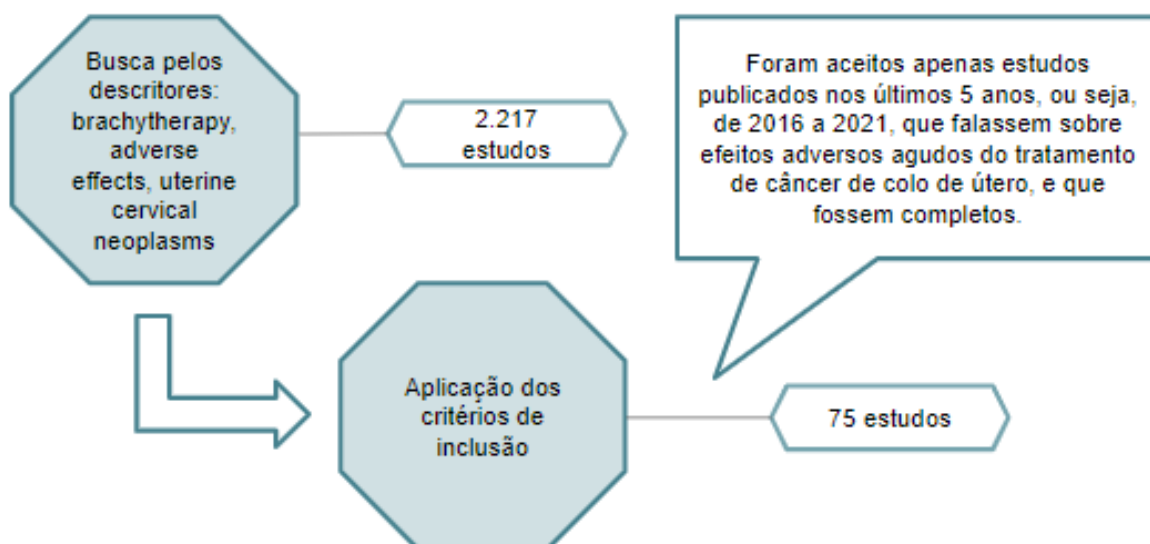 Busca pelos
descritores:
brachytherapy,
adverse
effects, uterine
cervical
neoplasms
2.217
estudos
Foram aceitos apenas estudos
publicados nos últimos 5 anos, ou seja,
de 2016 a 2021, que falassem sobre
efeitos adversos agudos do tratamento
de câncer de colo de útero, e que
fossem completos.
Aplicação dos
critérios de
inclusão
75 estudos